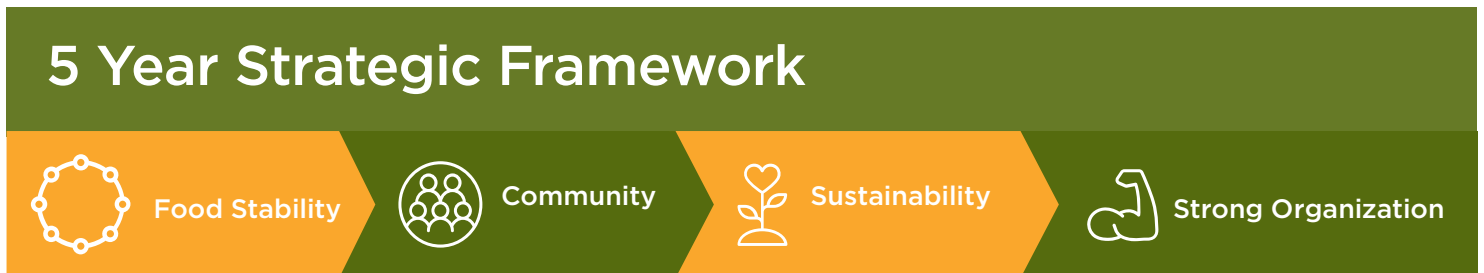 5 Year Strategic Framework
Food Stability
Community
Sustainability
Strong Organization